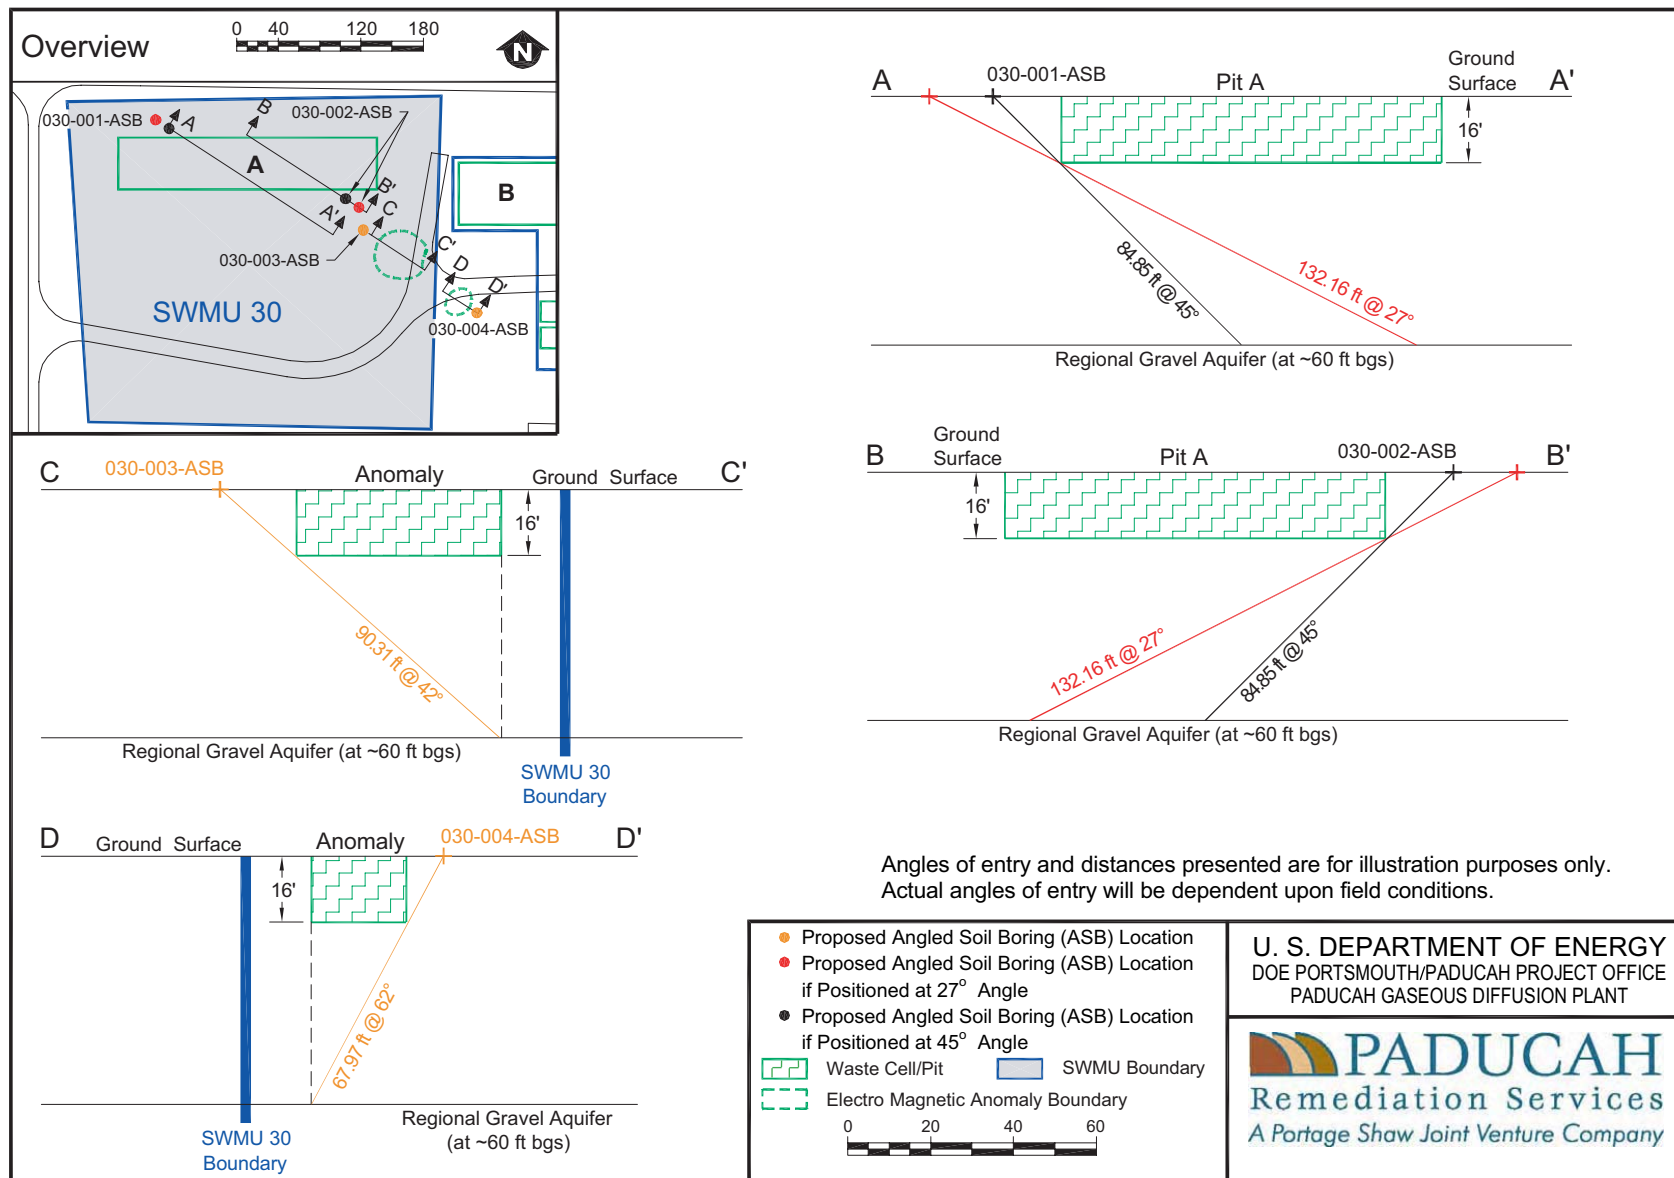 Overview
0 40 120 180
N
030-001-ASB
A
B
030-002-ASB
A
B
B'
C
A'
030-003-ASB
C'
D
D'
SWMU 30
030-004-ASB
A
030-001-ASB
Pit A
Ground
Surface
A'
16'
84.85 ft @ 45°
132.16 ft @ 27°
Regional Gravel Aquifer (at ~60 ft bgs)
B
Ground
Surface
Pit A
030-002-ASB
B'
16'
132.16 ft @ 27°
84.85 ft @ 45°
Regional Gravel Aquifer (at ~60 ft bgs)
C
030-003-ASB
Anomaly
Ground Surface
C'
16'
90.31 ft @ 42°
Regional Gravel Aquifer (at ~60 ft bgs)
SWMU 30
Boundary
D
Ground Surface
Anomaly
030-004-ASB
D'
16'
67.97 ft @ 62°
Regional Gravel Aquifer
(at ~60 ft bgs)
SWMU 30
Boundary
Angles of entry and distances presented are for illustration purposes only.
Actual angles of entry will be dependent upon field conditions.
Proposed Angled Soil Boring (ASB) Location
Proposed Angled Soil Boring (ASB) Location
if Positioned at 27° Angle
Proposed Angled Soil Boring (ASB) Location
if Positioned at 45° Angle
Waste Cell/Pit
SWMU Boundary
Electro Magnetic Anomaly Boundary
0 20 40 60
U. S. DEPARTMENT OF ENERGY
DOE PORTSMOUTH/PADUCAH PROJECT OFFICE
PADUCAH GASEOUS DIFFUSION PLANT
PADUCAH
Remediation Services
A Portage Shaw Joint Venture Company